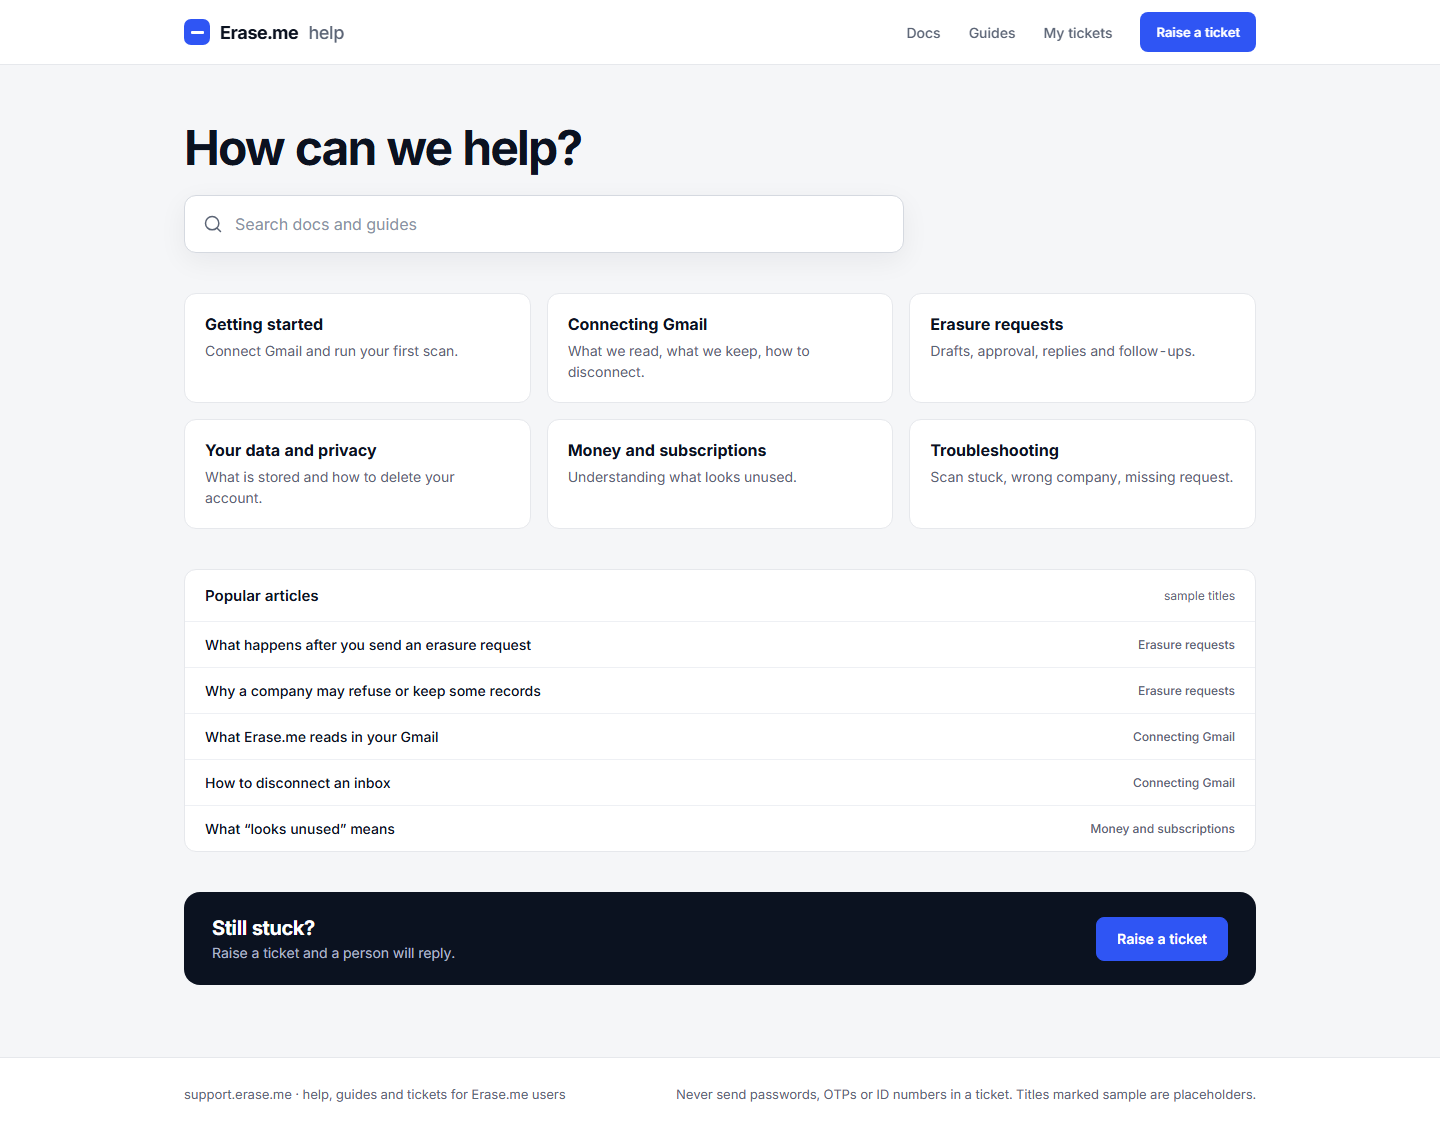 Erase.me help
Docs
Guides
My tickets
Raise a ticket
How can we help?
Search docs and guides
Getting started
Connect Gmail and run your first scan.
Connecting Gmail
What we read, what we keep, how to
disconnect.
Erasure requests
Drafts, approval, replies and follow-ups.
Your data and privacy
What is stored and how to delete your
account.
Money and subscriptions
Understanding what looks unused.
Troubleshooting
Scan stuck, wrong company, missing request.
Popular articles
sample titles
What happens after you send an erasure request
Erasure requests
Why a company may refuse or keep some records
Erasure requests
What Erase.me reads in your Gmail
Connecting Gmail
How to disconnect an inbox
Connecting Gmail
What “looks unused” means
Money and subscriptions
Still stuck?
Raise a ticket and a person will reply.
Raise a ticket
support.erase.me · help, guides and tickets for Erase.me users
Never send passwords, OTPs or ID numbers in a ticket. Titles marked sample are placeholders.